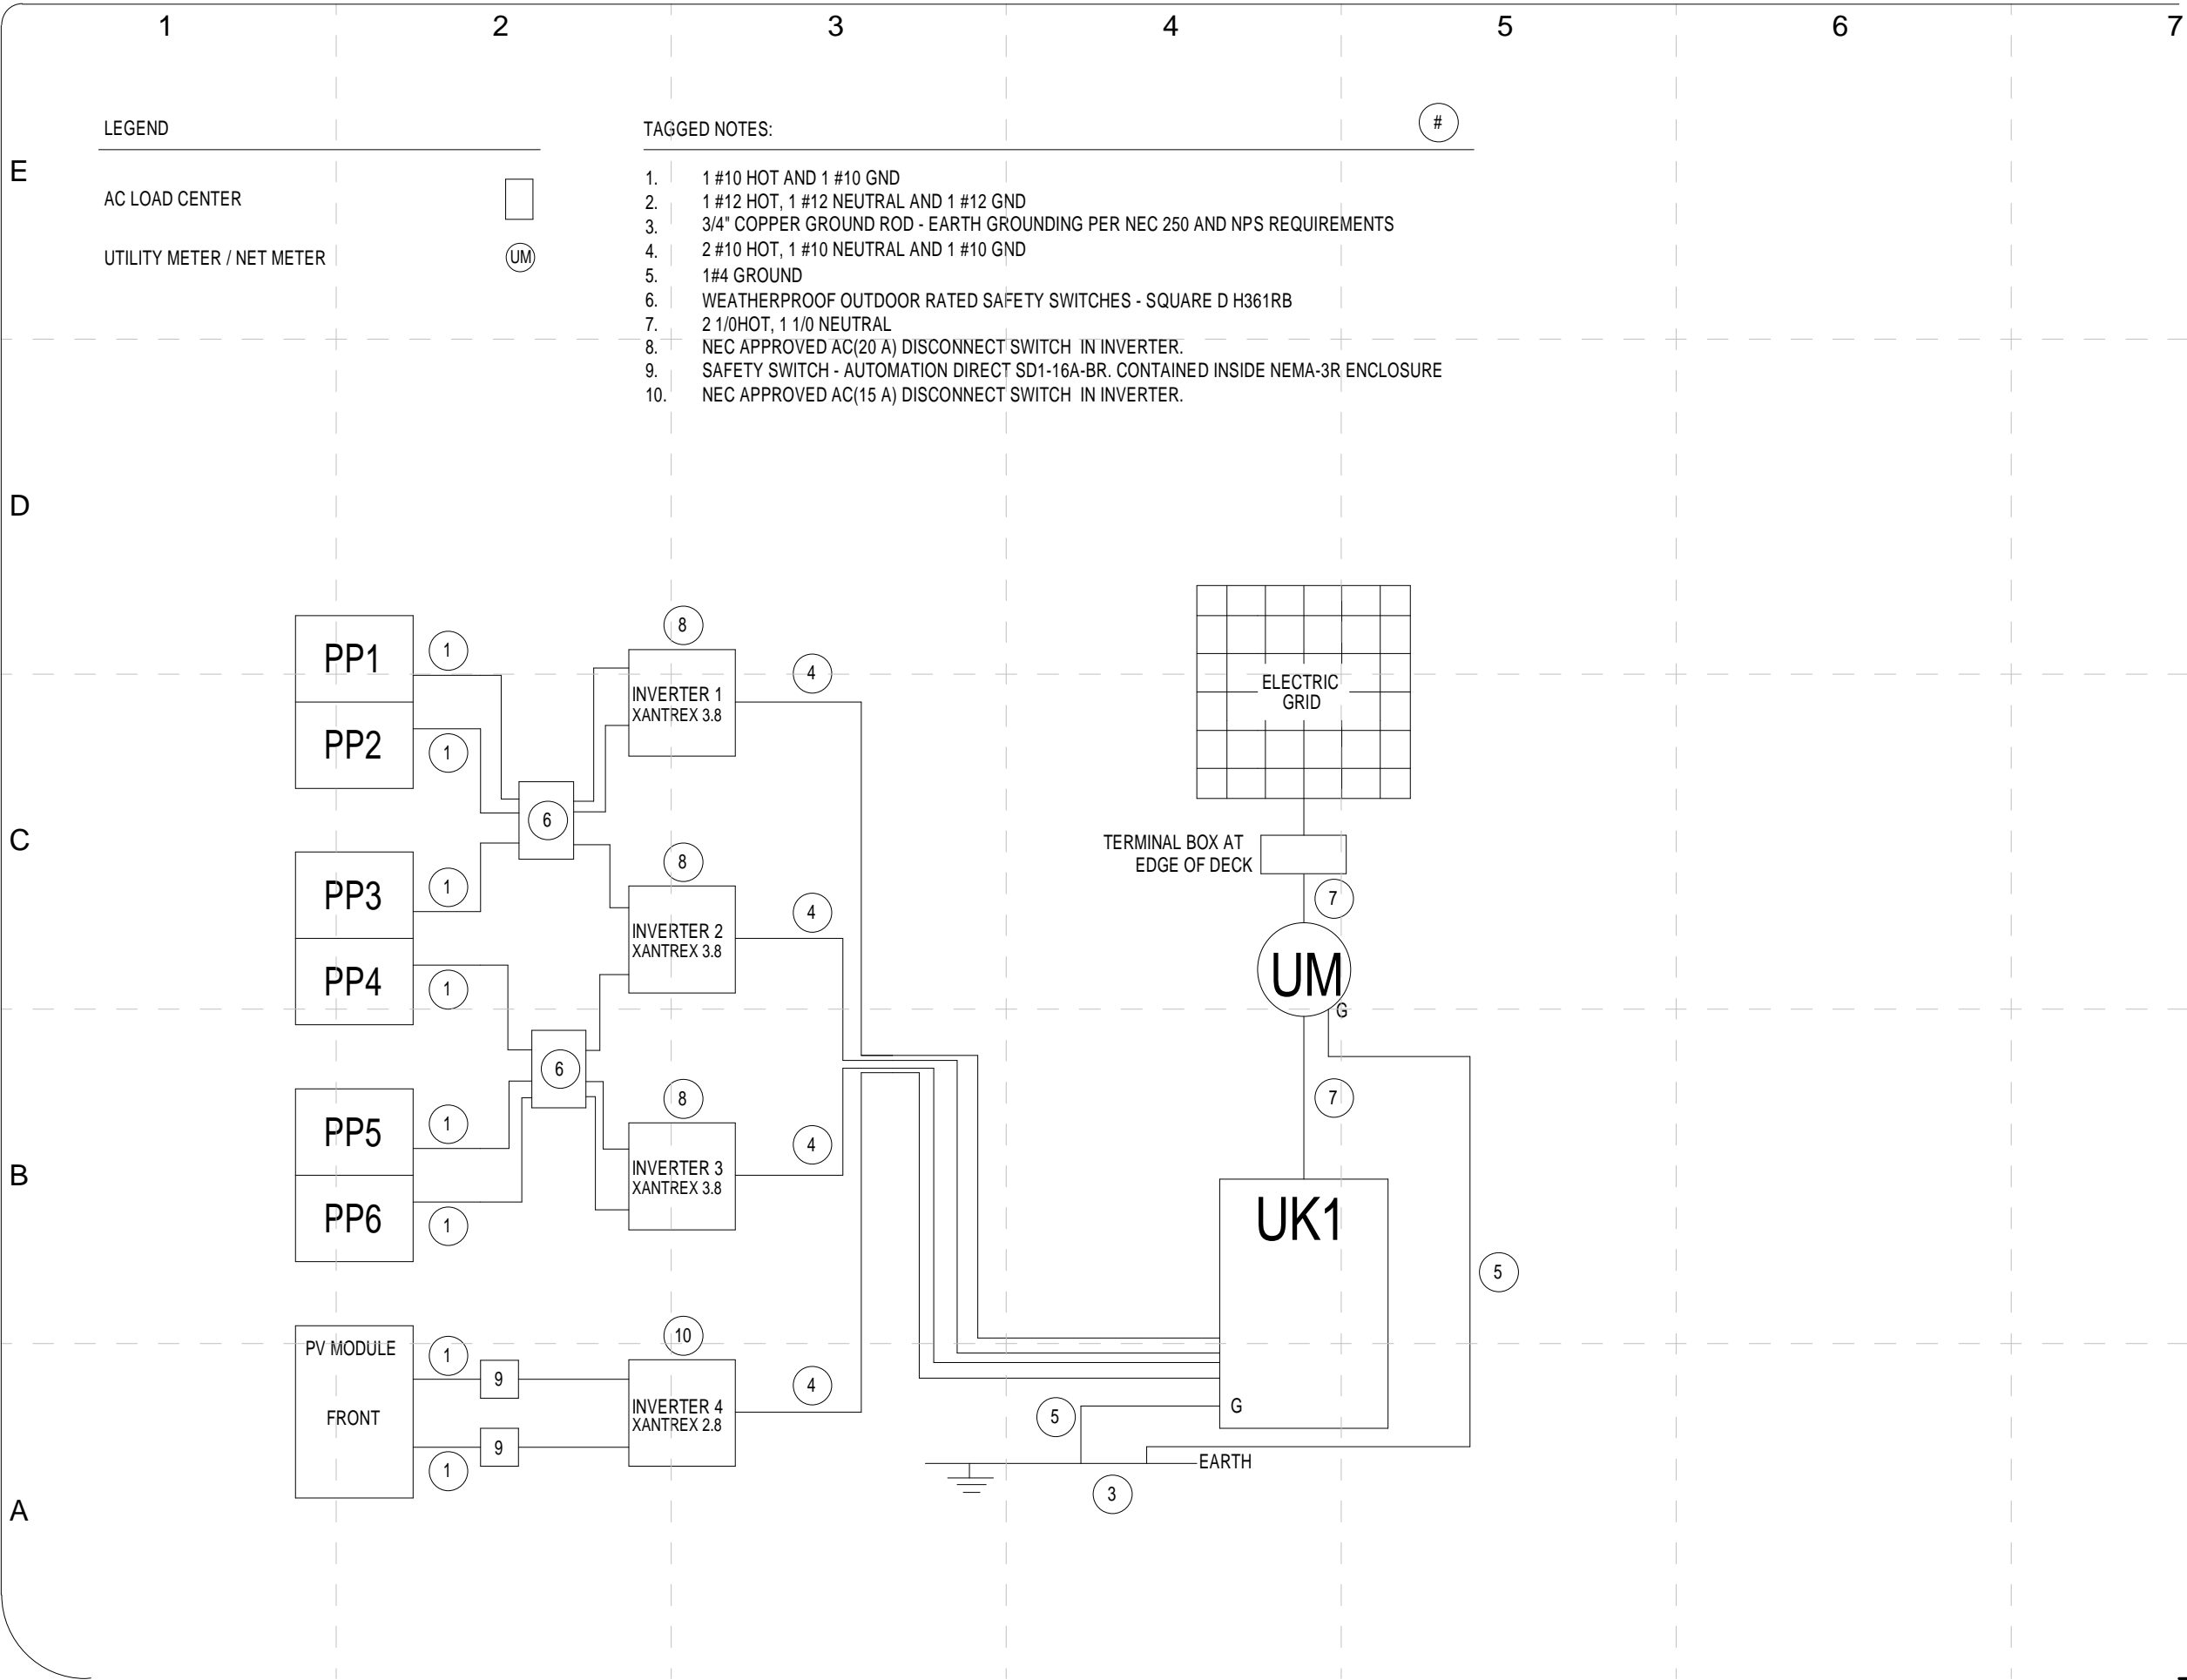 1 2 3 4 5 6 7
LEGEND
TAGGED NOTES: #
E
AC LOAD CENTER
UTILITY METER / NET METER UM
1. 1 #10 HOT AND 1 #10 GND
2. 1 #12 HOT, 1 #12 NEUTRAL AND 1 #12 GND
3. 3/4" COPPER GROUND ROD - EARTH GROUNDING PER NEC 250 AND NPS REQUIREMENTS
4. 2 #10 HOT, 1 #10 NEUTRAL AND 1 #10 GND
5. 1#4 GROUND
6. WEATHERPROOF OUTDOOR RATED SAFETY SWITCHES - SQUARE D H361RB
7. 2 1/0HOT, 1 1/0 NEUTRAL
8. NEC APPROVED AC(20 A) DISCONNECT SWITCH IN INVERTER.
9. SAFETY SWITCH - AUTOMATION DIRECT SD1-16A-BR. CONTAINED INSIDE NEMA-3R ENCLOSURE
10. NEC APPROVED AC(15 A) DISCONNECT SWITCH IN INVERTER.
D
PP1
1
8
INVERTER 1
XANTREX 3.8
4
PP2
1
6
ELECTRIC
GRID
C
TERMINAL BOX AT
EDGE OF DECK
7
PP3
1
8
INVERTER 2
XANTREX 3.8
4
PP4
1
UM
G
6
7
B
PP5
1
8
INVERTER 3
XANTREX 3.8
4
PP6
1
UK1
5
PV MODULE
FRONT
1
9
10
INVERTER 4
XANTREX 2.8
4
9
1
5
G
EARTH
3
A